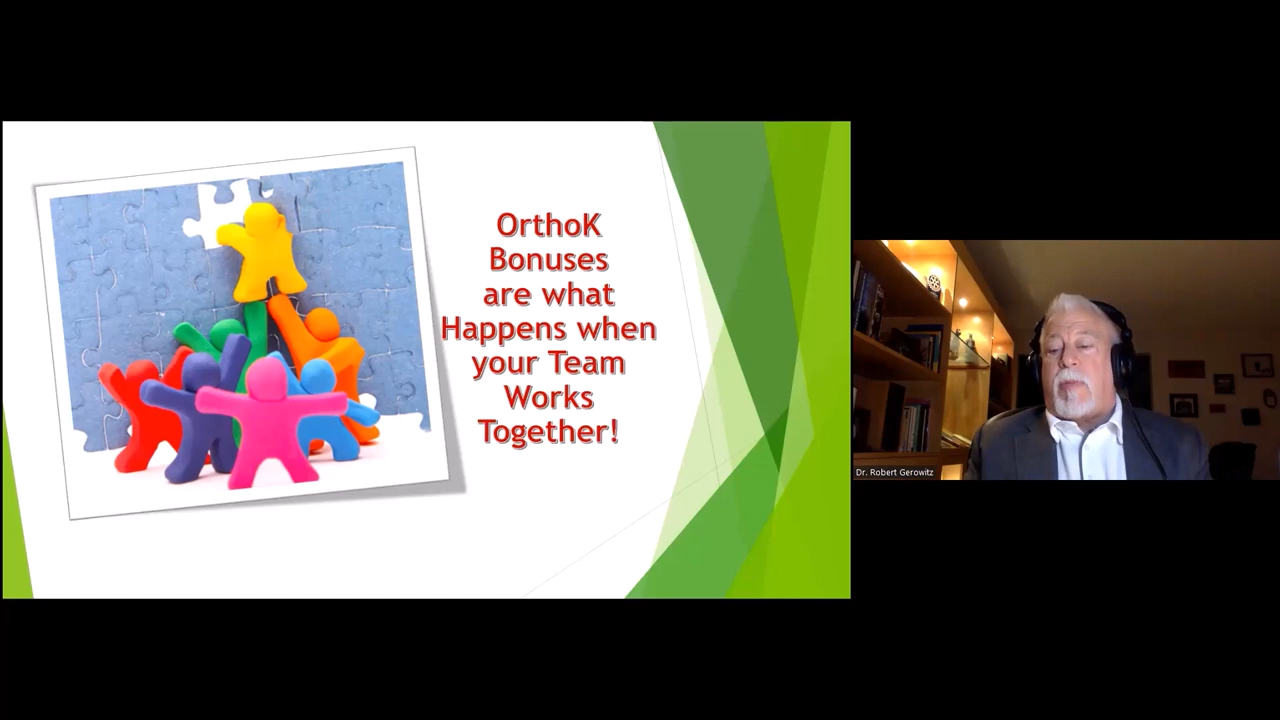 OrthoK
Bonuses
are what
Happens when
your Team
Works
Together!
Dr. Robert Gerowitz